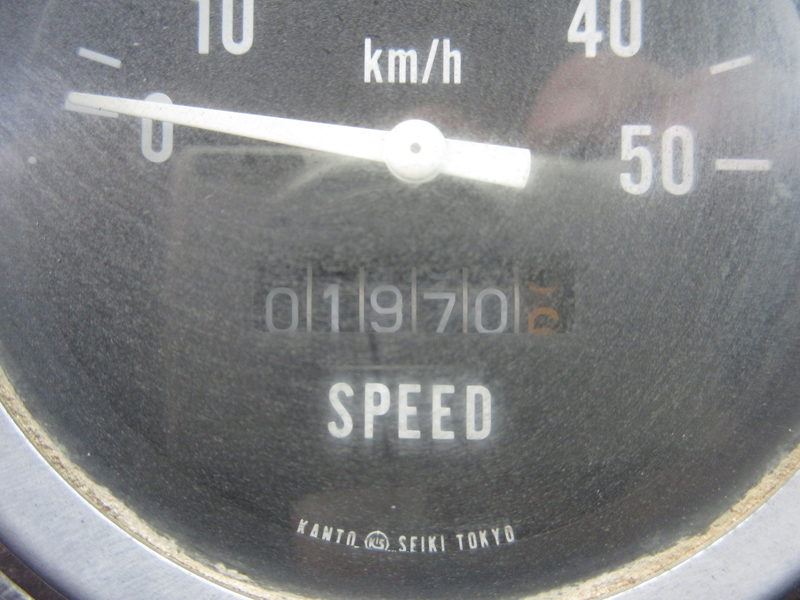 10 40
km/h
0 50
01970
SPEED
KANTO KS SEIKI TOKYO